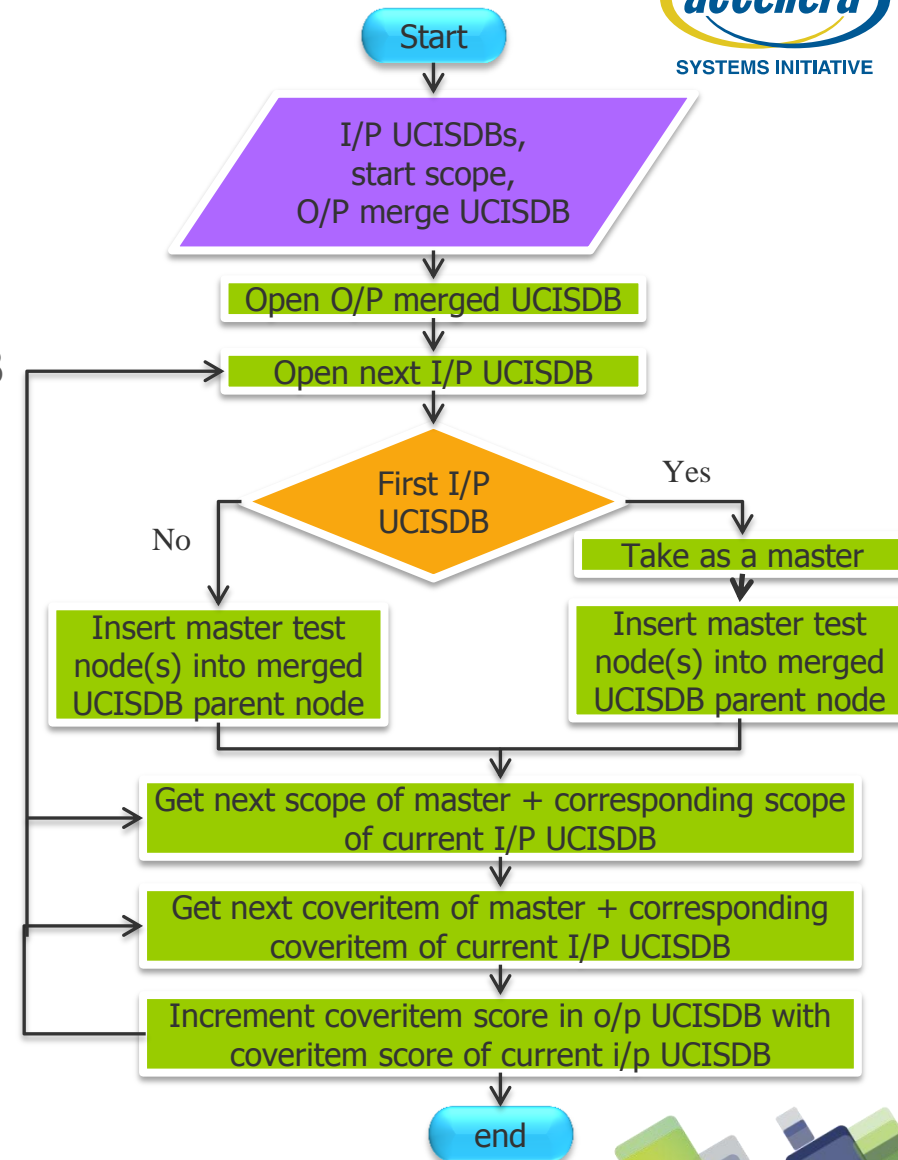 accellera
SYSTEMS INITIATIVE
Start
I/P UCISDBs,
start scope,
O/P merge UCISDB
Open O/P merged UCISDB
Open next I/P UCISDB
First I/P
UCISDB
Yes
No
Take as a master
Insert master test
node(s) into merged
UCISDB parent node
Insert master test
node(s) into merged
UCISDB parent node
Get next scope of master + corresponding scope
of current I/P UCISDB
Get next coveritem of master + corresponding
coveritem of current I/P UCISDB
Increment coveritem score in o/p UCISDB with
coveritem score of current i/p UCISDB
end